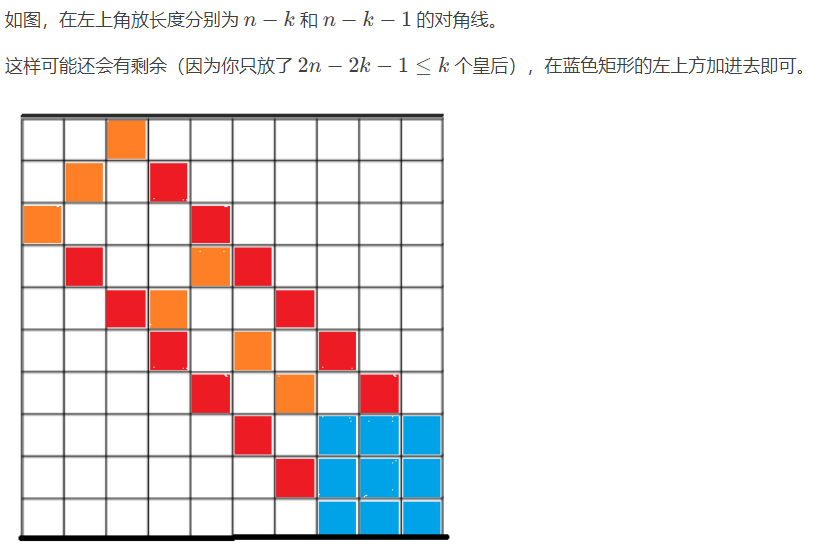 如图，在左上角放长度分别为 n − k 和 n − k − 1 的对角线。
这样可能还会有剩余（因为你只放了 2n − 2k − 1 ≤ k 个皇后），在蓝色矩形的左上方加进去即可。